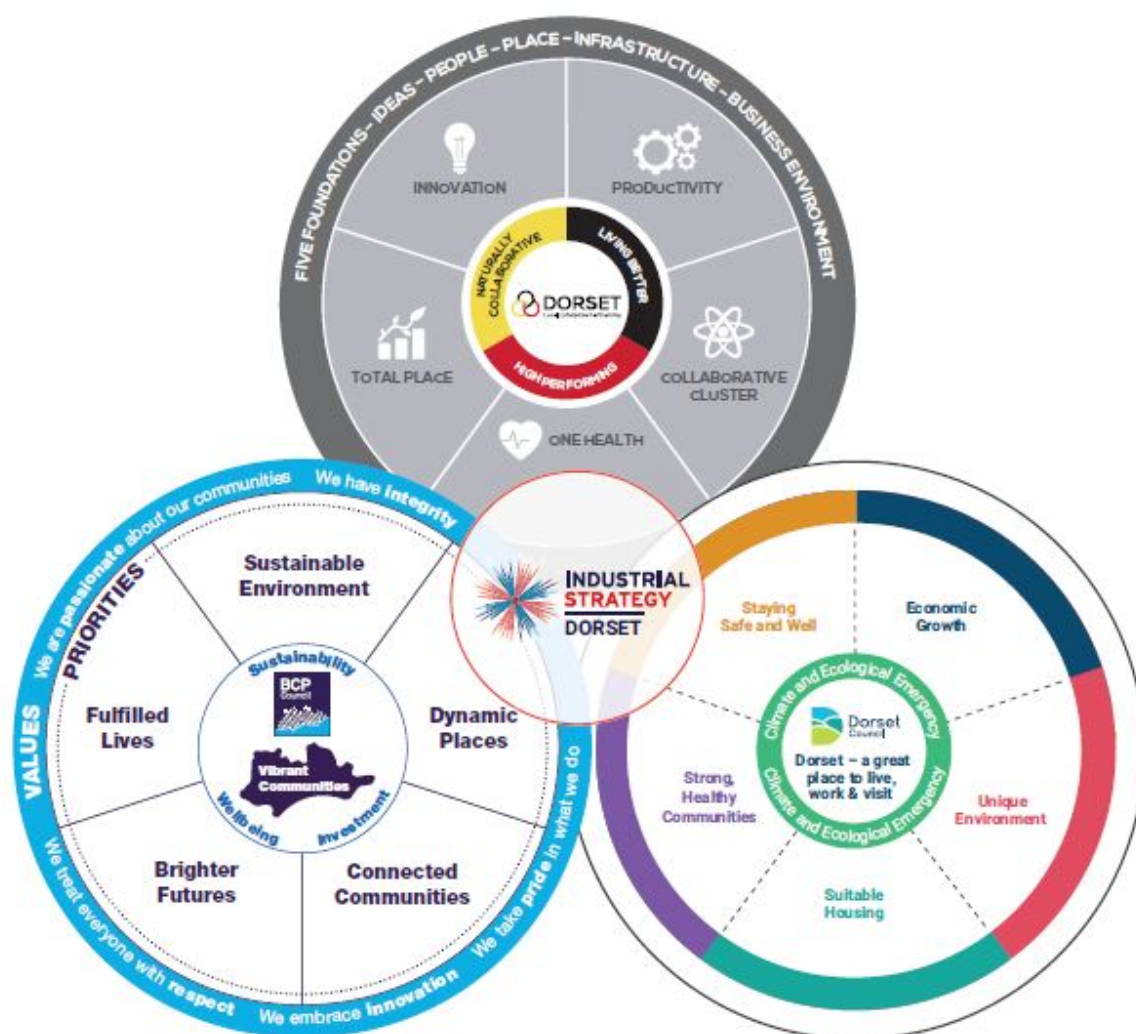 FIVE FOUNDATIONS – IDEAS – PEOPLE – PLACE – INFRASTRUCTURE – BUSINESS ENVIRONMENT
INNOVATION
PRODUCTIVITY
NATURALLY
COLLABORATIVE
LIVING BETTER
DORSET
HIGH PERFORMING
TOTAL PLACE
COLLABORATIVE
CLUSTER
ONE HEALTH
INDUSTRIAL
STRATEGY
DORSET
VALUES
We are passionate about our communities
We have integrity
We take pride in what we do
We embrace innovation
We treat everyone with respect
PRIORITIES
Sustainable
Environment
Fulfilled
Lives
Dynamic
Places
Brighter
Futures
Connected
Communities
Sustainability
BCP
Council
Vibrant
Communities
Wellbeing
Investment
Staying
Safe and Well
Economic
Growth
Strong,
Healthy
Communities
Unique
Environment
Suitable
Housing
Climate and Ecological Emergency
Dorset
Council
Dorset – a great
place to live,
work & visit
Climate and Ecological Emergency